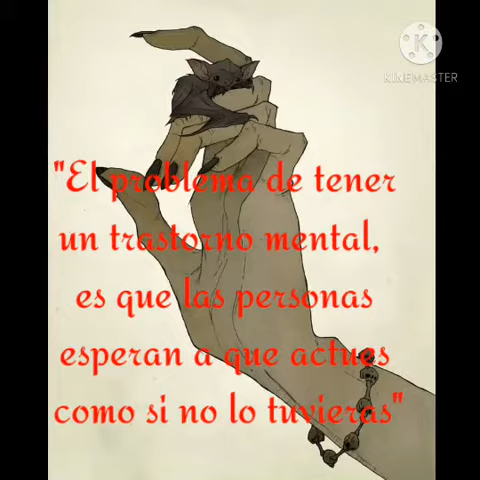 KINEMASTER
"El problema de tener
un trastorno mental,
es que las personas
esperan a que actues
como si no lo tuvieras"